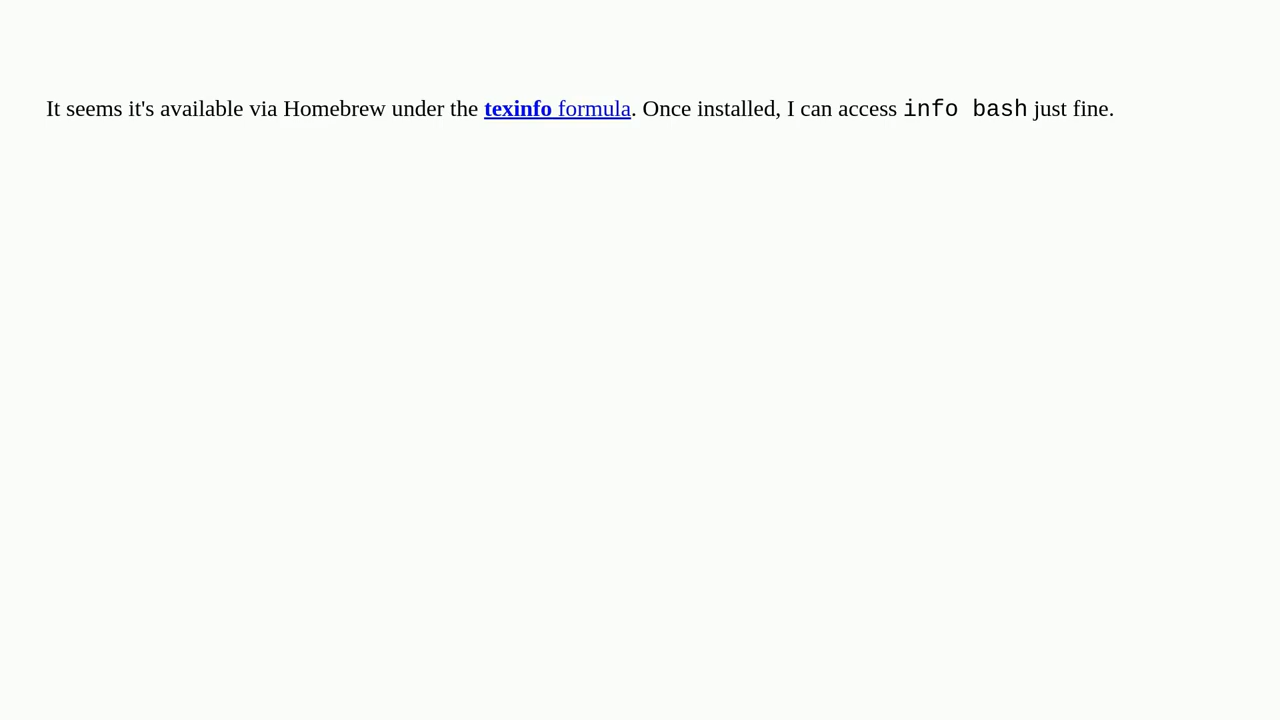 It seems it's available via Homebrew under the texinfo formula. Once installed, I can access info bash just fine.